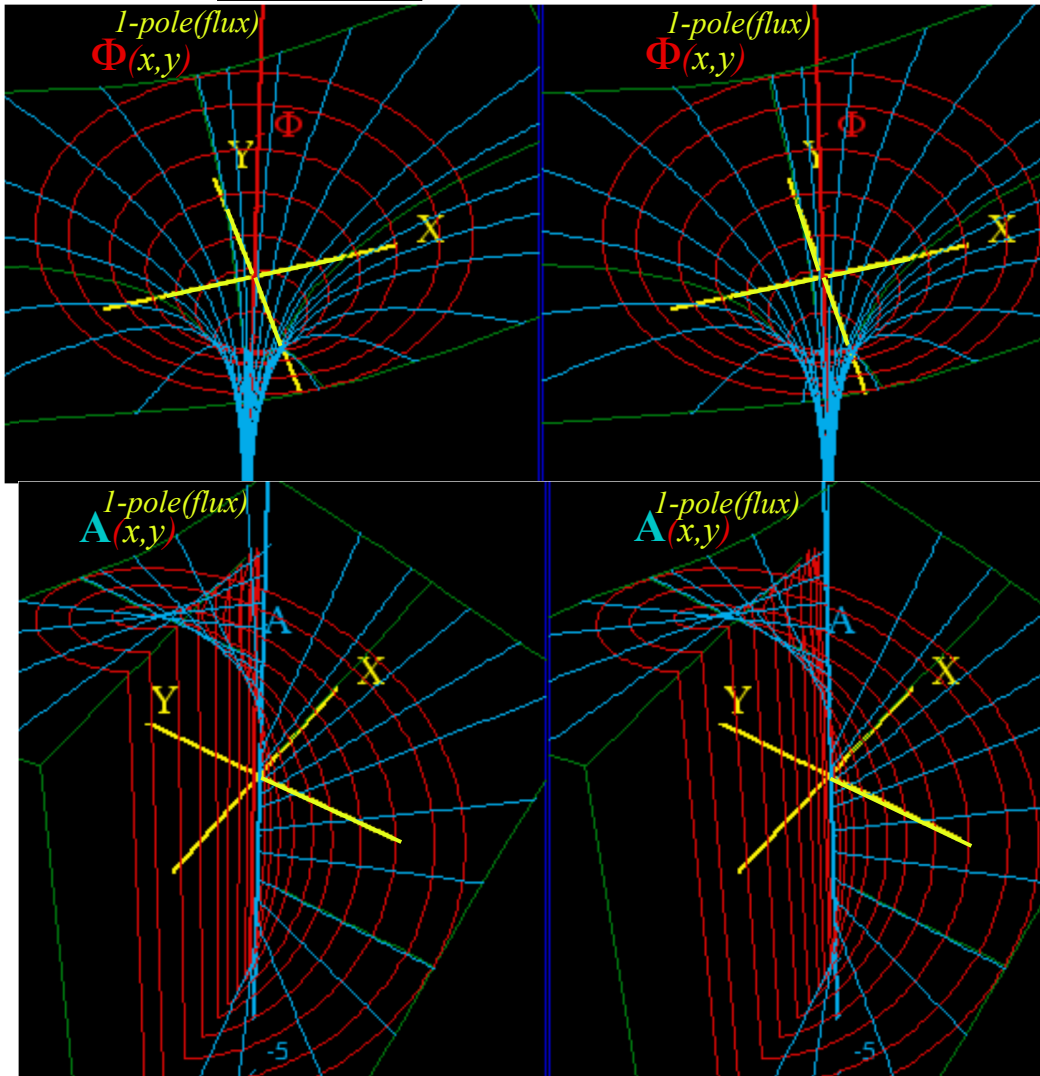 1-pole(flux)
Φ(x,y)
Φ
Y
X
1-pole(flux)
Φ(x,y)
Φ
Y
X
1-pole(flux)
A(x,y)
A
X
Y
-5
1-pole(flux)
A(x,y)
A
X
Y
-5